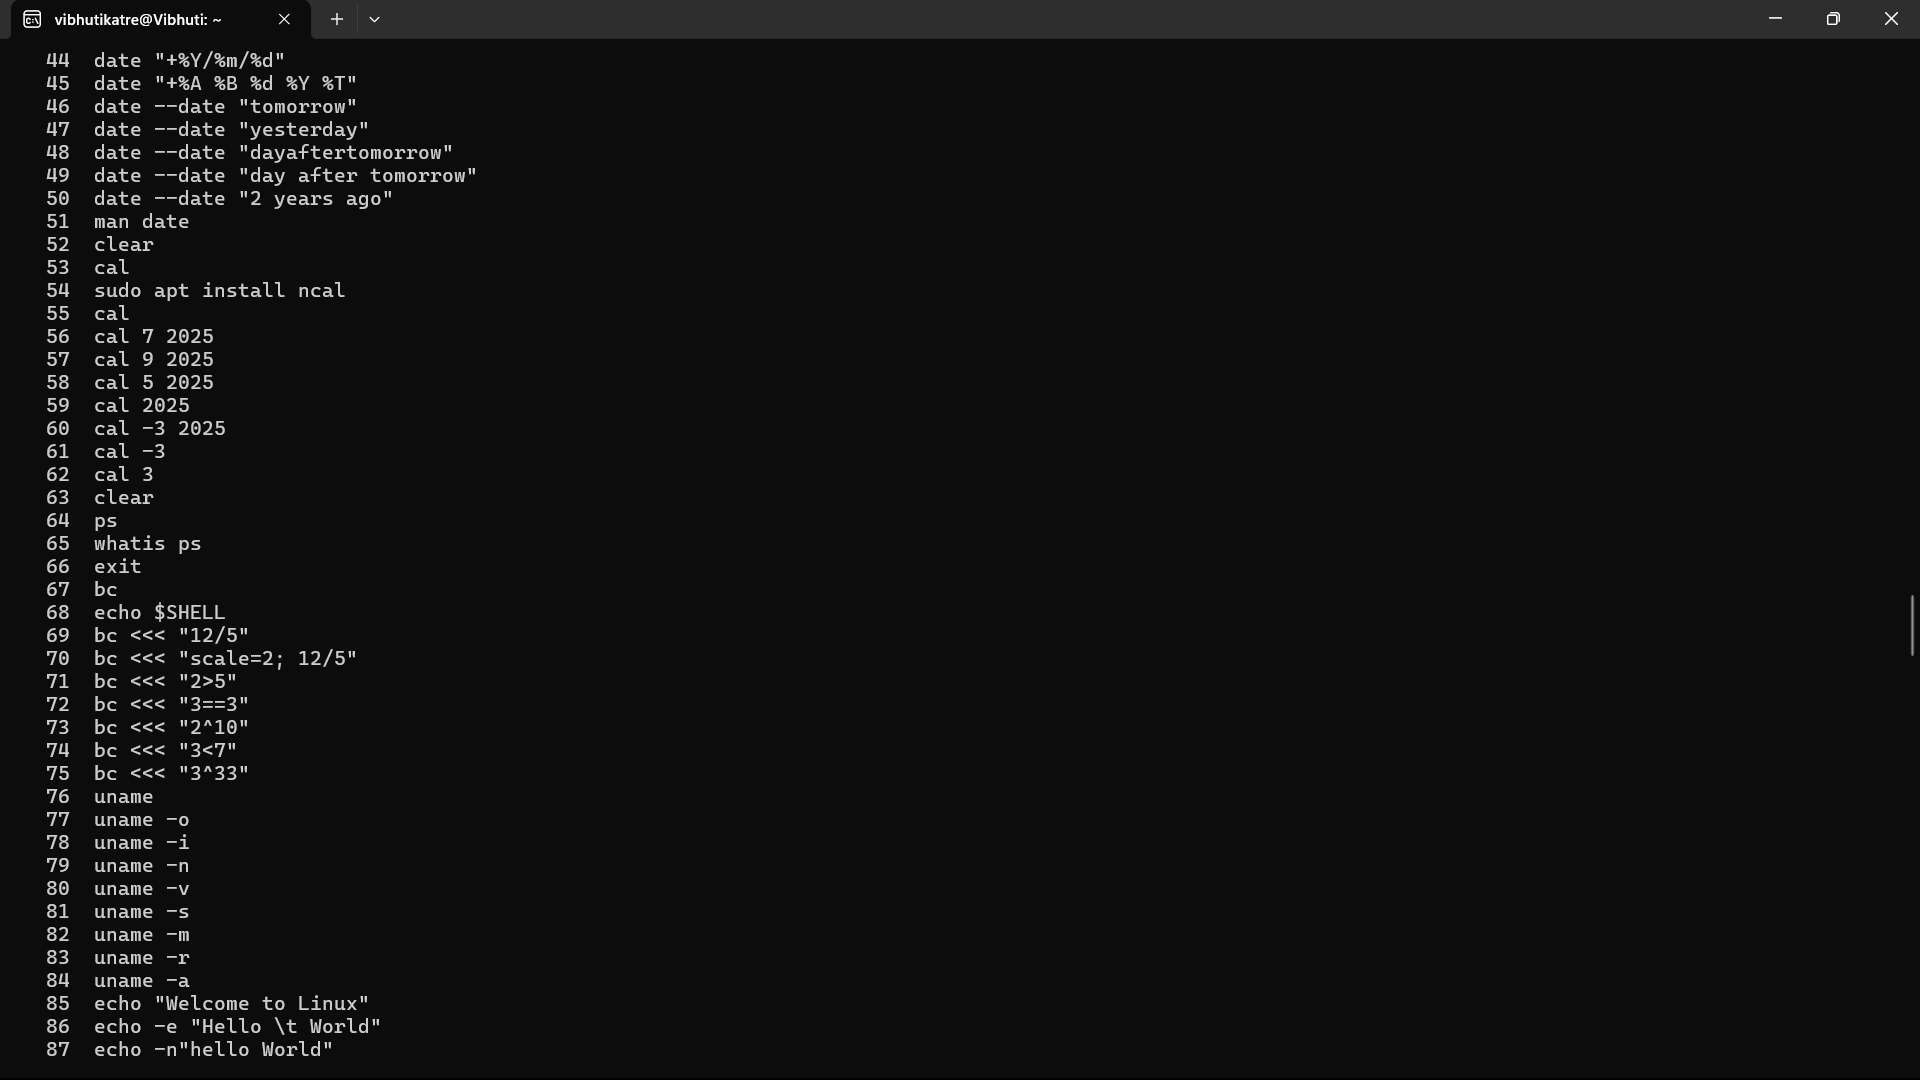 vibhutikatre@Vibhuti: ~
44 date "+%Y/%m/%d"
45 date "+%A %B %d %Y %T"
46 date --date "tomorrow"
47 date --date "yesterday"
48 date --date "dayaftertomorrow"
49 date --date "day after tomorrow"
50 date --date "2 years ago"
51 man date
52 clear
53 cal
54 sudo apt install ncal
55 cal
56 cal 7 2025
57 cal 9 2025
58 cal 5 2025
59 cal 2025
60 cal -3 2025
61 cal -3
62 cal 3
63 clear
64 ps
65 whatis ps
66 exit
67 bc
68 echo $SHELL
69 bc <<< "12/5"
70 bc <<< "scale=2; 12/5"
71 bc <<< "2>5"
72 bc <<< "3==3"
73 bc <<< "2^10"
74 bc <<< "3<7"
75 bc <<< "3^33"
76 uname
77 uname -o
78 uname -i
79 uname -n
80 uname -v
81 uname -s
82 uname -m
83 uname -r
84 uname -a
85 echo "Welcome to Linux"
86 echo -e "Hello \t World"
87 echo -n"hello World"